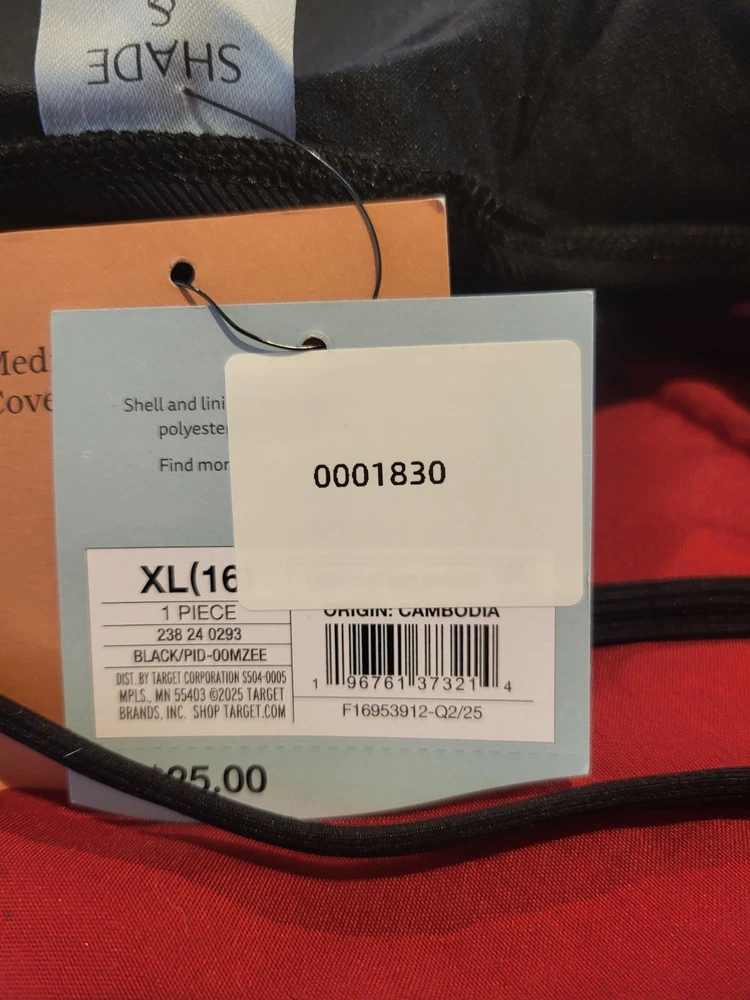 SHADE
&
Shell and lini
polyeste
Find mor
0001830
XL(16
1 PIECE
238 24 0293
BLACK/PID-00MZEE
DIST. BY TARGET CORPORATION S504-0005
MPLS., MN 55403 ©2025 TARGET
BRANDS, INC. SHOP TARGET.COM
ORIGIN: CAMBODIA
1 96761 37321 4
F16953912-Q2/25
25.00